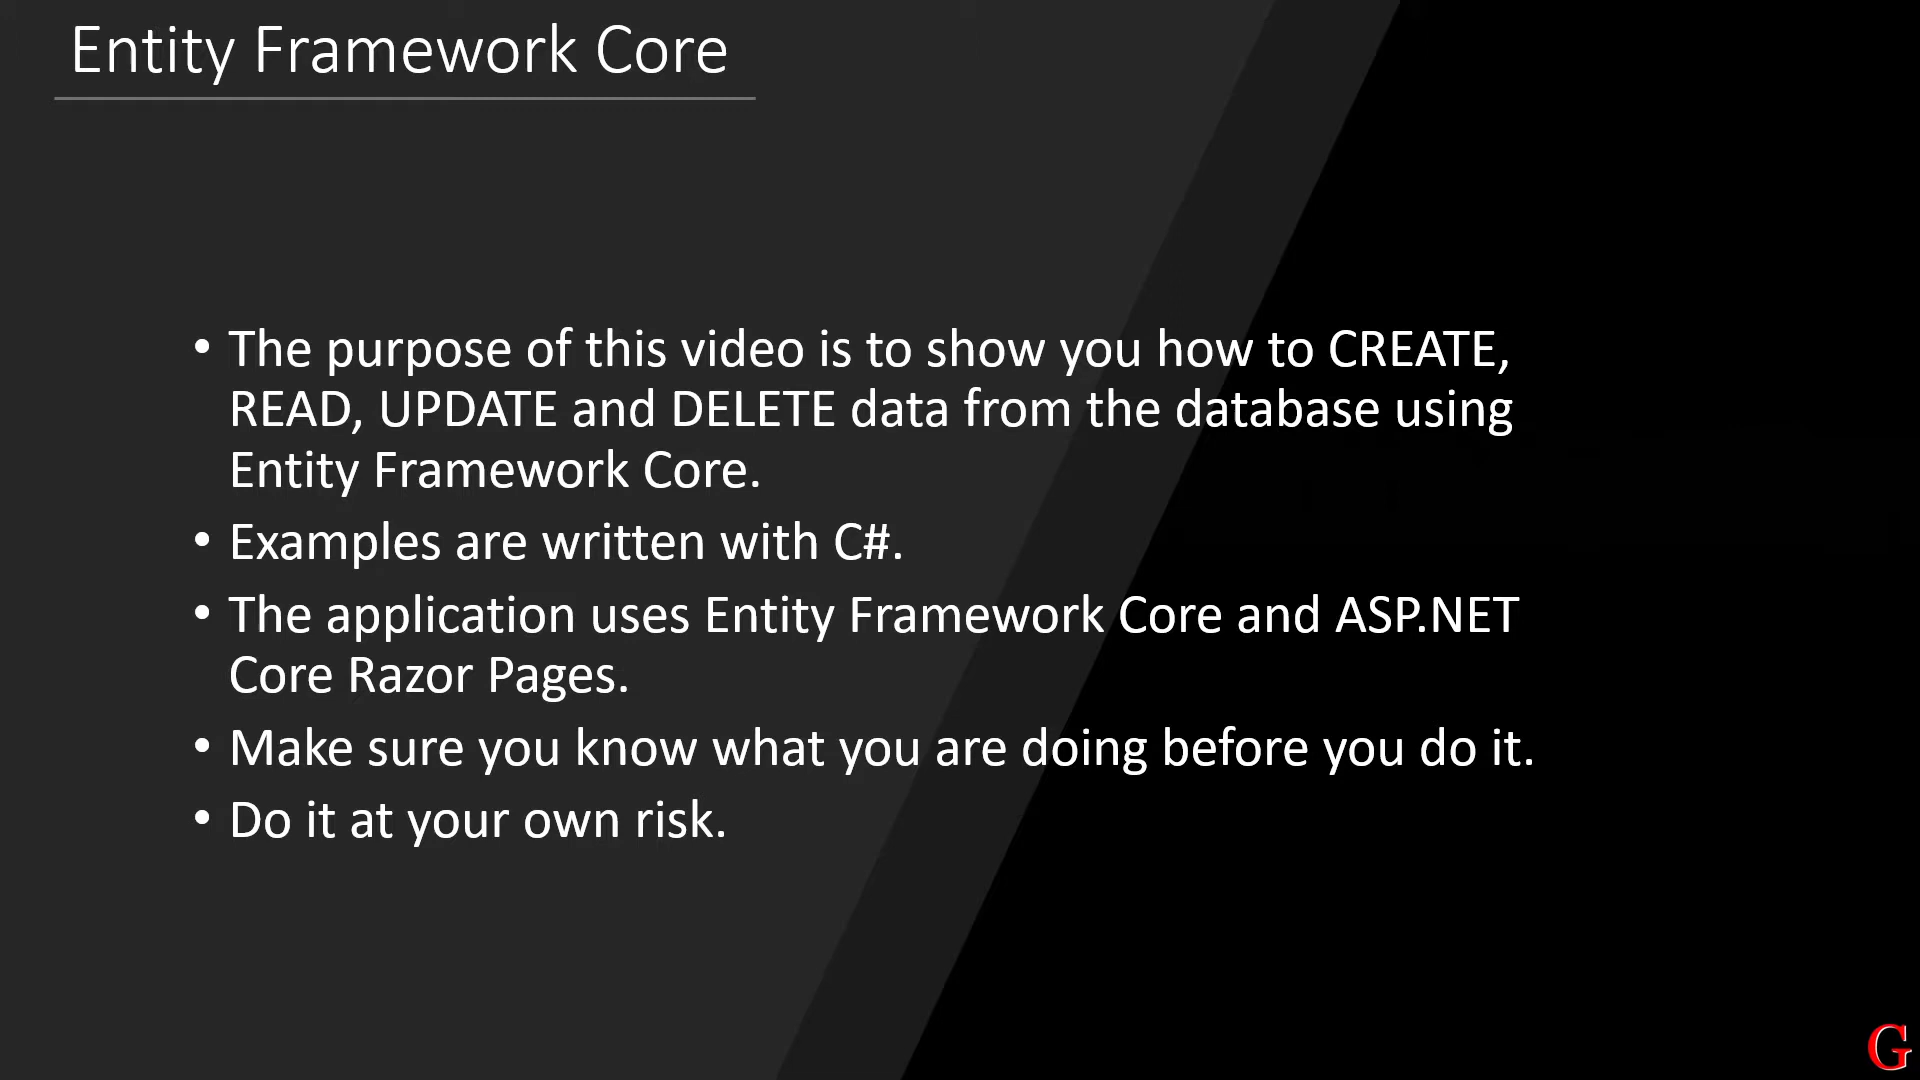 Entity Framework Core
• The purpose of this video is to show you how to CREATE,
READ, UPDATE and DELETE data from the database using
Entity Framework Core.
• Examples are written with C#.
• The application uses Entity Framework Core and ASP.NET
Core Razor Pages.
• Make sure you know what you are doing before you do it.
• Do it at your own risk.
G